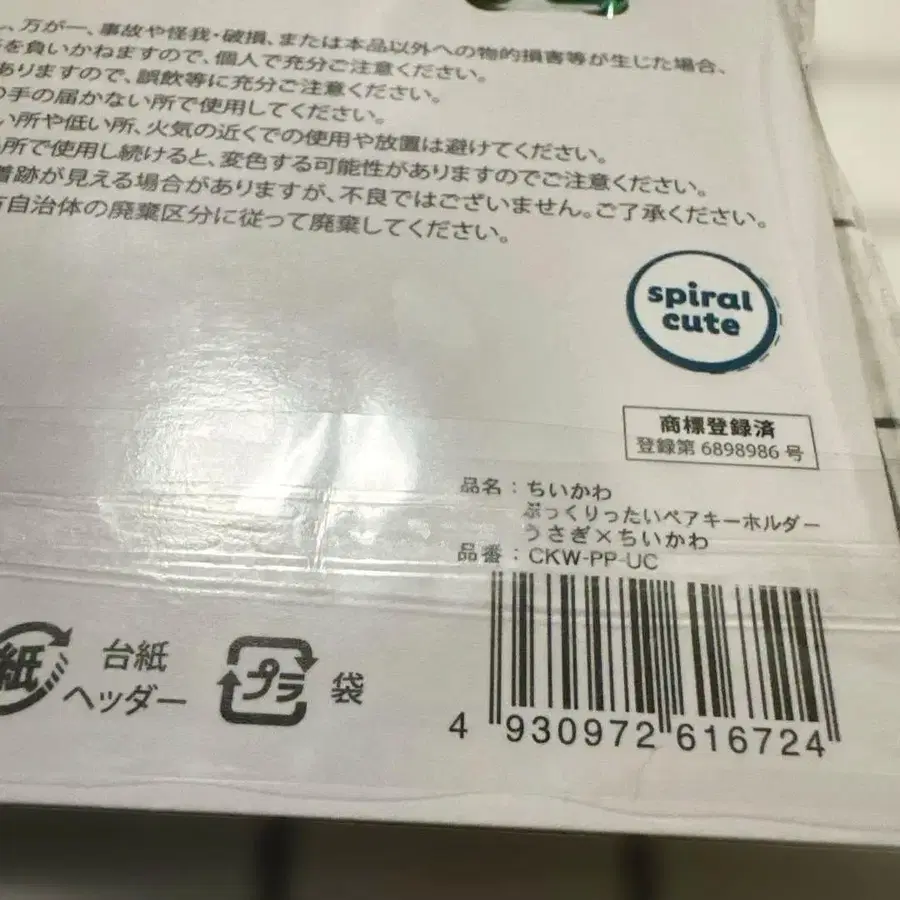 、万が一、事故や怪我・破損、または本品以外への物的損害等が生じた場合、
を負いかねますので、個人で充分ご注意ください。
ありますので、誤飲等に充分ご注意ください。
の手の届かない所で使用してください。
い所や低い所、火気の近くでの使用や放置は避けてください。
所で使用し続けると、変色する可能性がありますのでご注意ください。
着跡が見える場合がありますが、不良ではございません。ご了承ください。
自治体の廃棄区分に従って廃棄してください。
spiral
cute
商標登録済
登録第 6898986 号
品名：ちいかわ
ぷっくりったいペアキーホルダー
うさぎ×ちいかわ
品番：CKW-PP-UC
紙
台紙
ヘッダー
プラ
袋
4 930972 616724